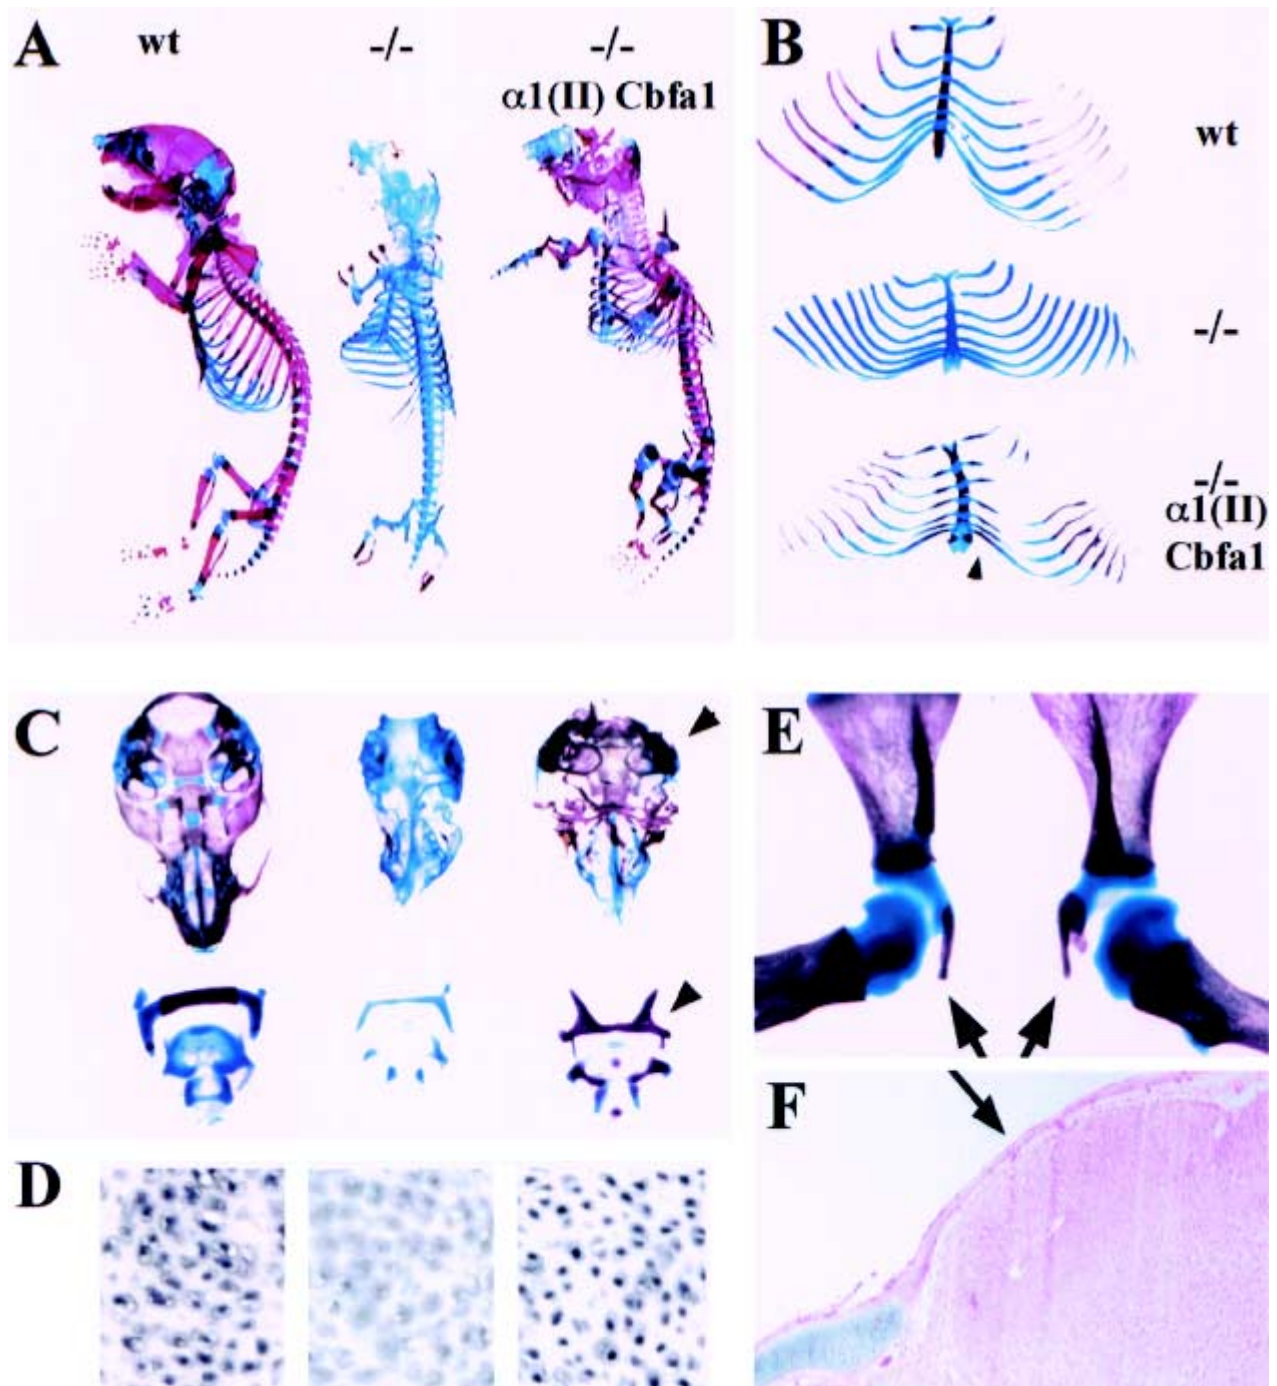 A
wt
-/-
-/-
α1(II) Cbfa1
B
wt
-/-
-/-
α1(II)
Cbfa1
C
E
D
F